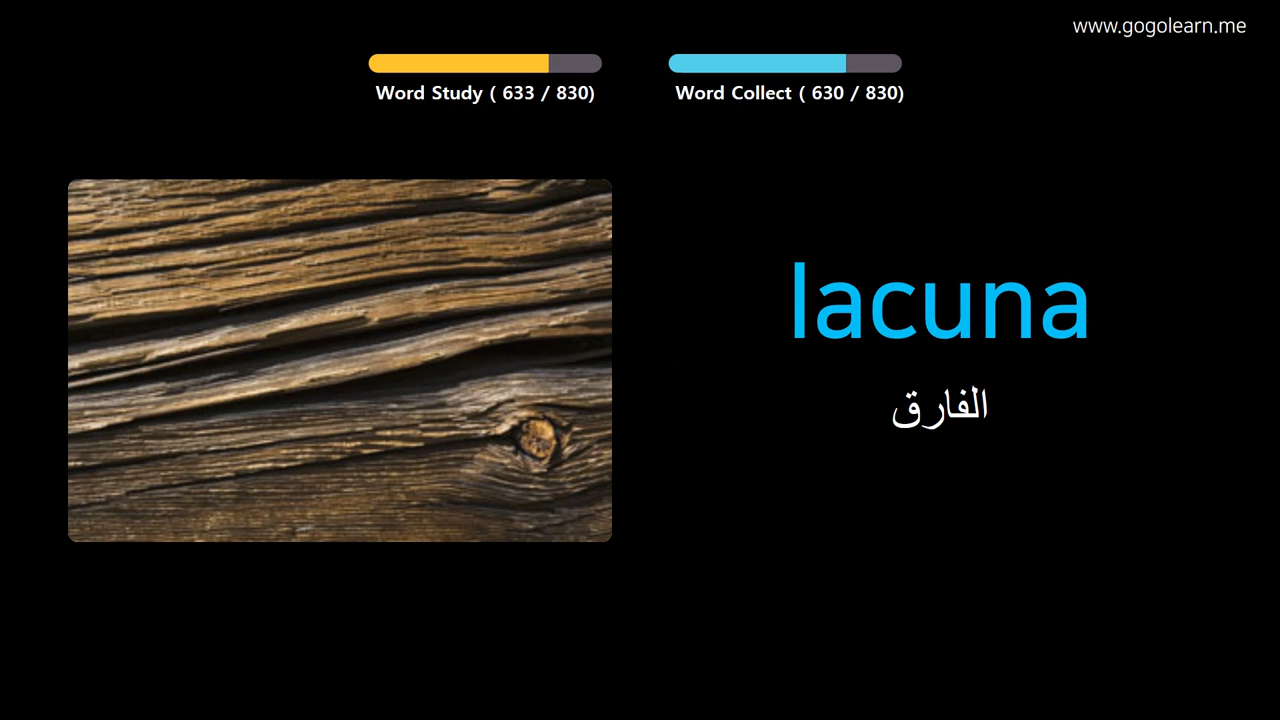 www.gogolearn.me
Word Study ( 633 / 830)
Word Collect ( 630 / 830)
lacuna
الفارق